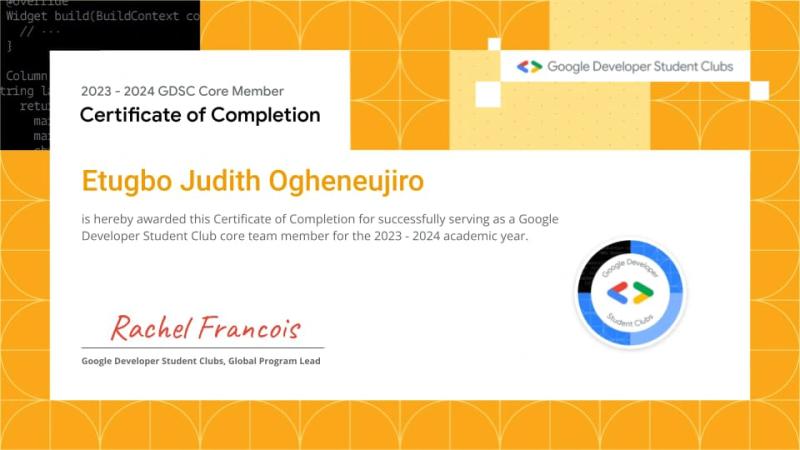 @override
Widget build(BuildContext co
// ...
}
Column
tring la
retu
mai
mai
Google Developer Student Clubs
2023 - 2024 GDSC Core Member
Certificate of Completion
Etugbo Judith Ogheneujiro
is hereby awarded this Certificate of Completion for successfully serving as a Google
Developer Student Club core team member for the 2023 - 2024 academic year.
Google Developer
Student Clubs
Rachel Francois
Google Developer Student Clubs, Global Program Lead